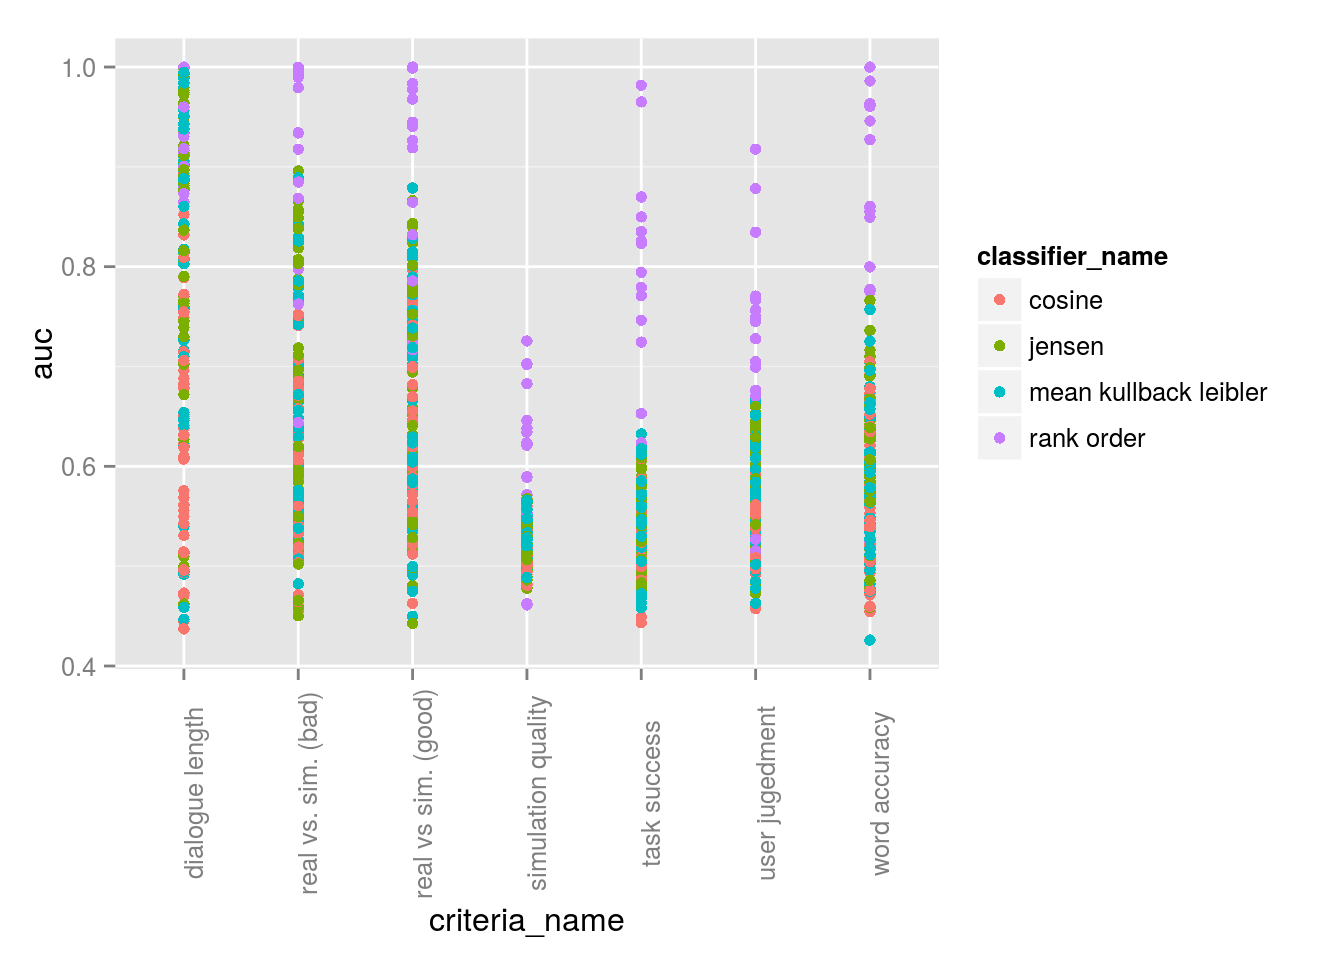 1.0
0.8
0.6
0.4
auc
dialogue length
real vs. sim. (bad)
real vs sim. (good)
simulation quality
task success
user jugedment
word accuracy
criteria_name
classifier_name
cosine
jensen
mean kullback leibler
rank order